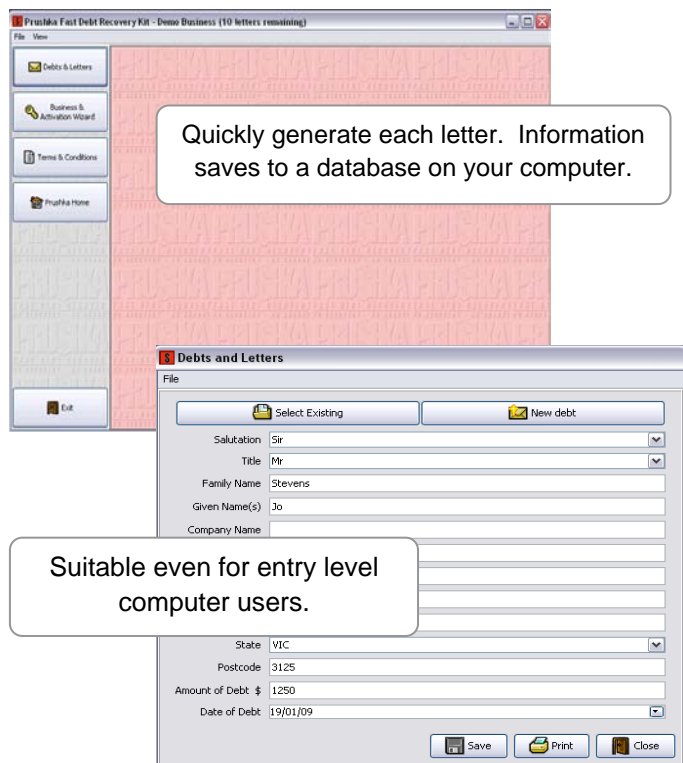 Prushka Fast Debt Recovery Kit - Demo Business (10 letters remaining)
File View
Debts & Letters
Business &
Activation Wizard
Terms & Conditions
Prushka Home
Exit
Quickly generate each letter. Information
saves to a database on your computer.
Debts and Letters
File
Select Existing
New debt
Salutation Sir
Title Mr
Family Name Stevens
Given Name(s) Jo
Company Name
Suitable even for entry level
computer users.
State VIC
Postcode 3125
Amount of Debt $ 1250
Date of Debt 19/01/09
Save Print Close